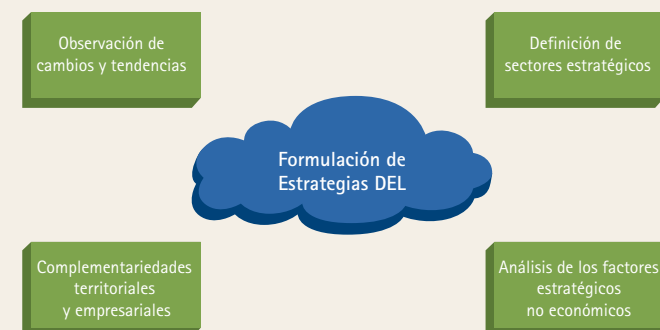 Observación de
cambios y tendencias
Definición de
sectores estratégicos
Formulación de
Estrategias DEL
Complementariedades
territoriales
y empresariales
Análisis de los factores
estratégicos
no económicos